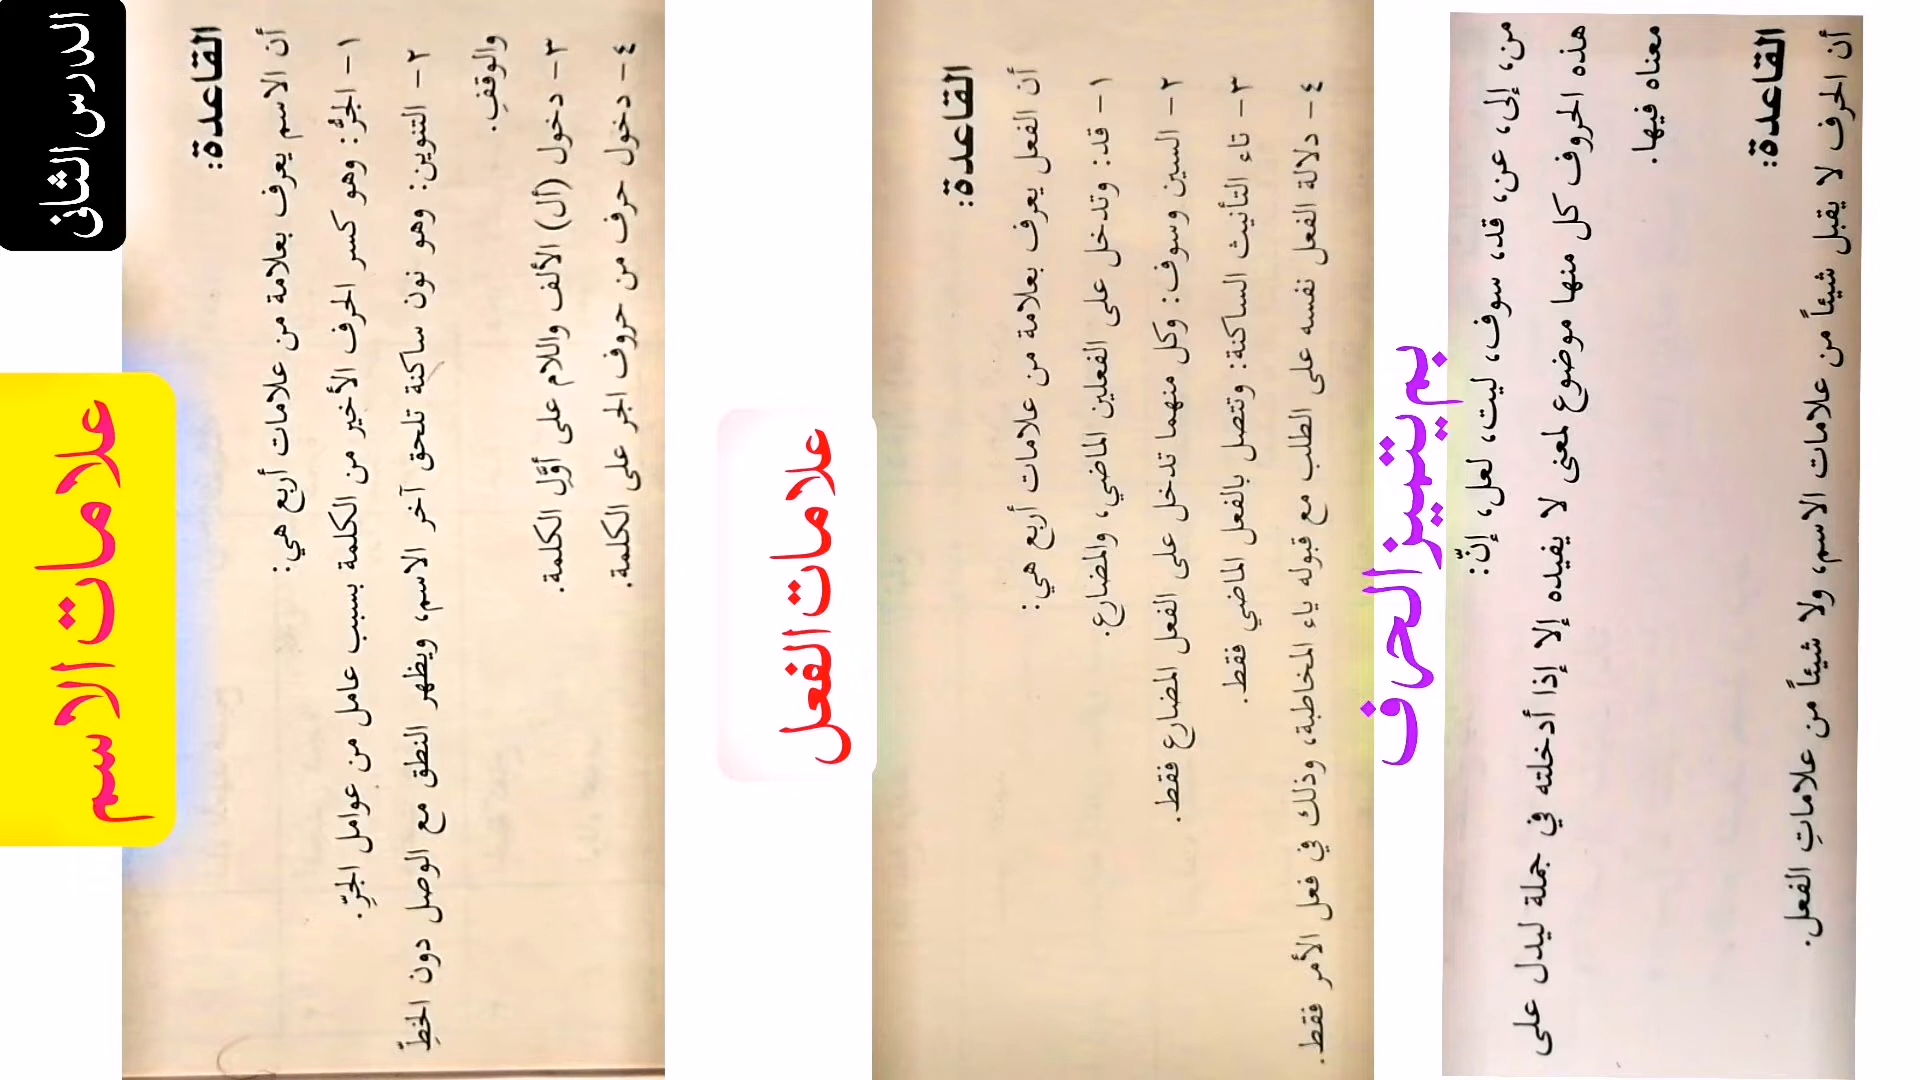 الدرس الثانى
علامات الاسم
القاعدة:
أن الاسم يعرف بعلامة من علامات أربع هي:
١- الجرُّ: وهو كسر الحرف الأخير من الكلمة بسبب عامل من عوامل الجرِّ.
٢- التنوين: وهو نون ساكنة تلحق آخر الاسم، ويظهر النطق مع الوصل دون الخطِّ
والوقفِ.
٣- دخول (أل) الألف واللام على أوَّل الكلمة.
٤- دخول حرف من حروف الجر على الكلمة.
علامات الفعل
القاعدة:
أن الفعل يعرف بعلامة من علامات أربع هي:
١- قد: وتدخل على الفعلين الماضي، والمضارع.
٢- السين وسوف: وكل منهما تدخل على الفعل المضارع فقط.
٣- تاء التأنيث الساكنة: وتتصل بالفعل الماضي فقط.
٤- دلالة الفعل نفسه على الطلب مع قبوله ياء المخاطبة، وذلك في فعل الأمر فقط.
بم يتميز الحرف
من، إلى، عن، قد، سوف، ليت، لعل، إنّ:
هذه الحروف كل منها موضوع لمعنى لا يفيده إلا إذا أدخلته في جملة ليدل على
معناه فيها.
القاعدة:
أن الحرف لا يقبل شيئاً من علامات الاسم، ولا شيئاً من علاماتِ الفعل.